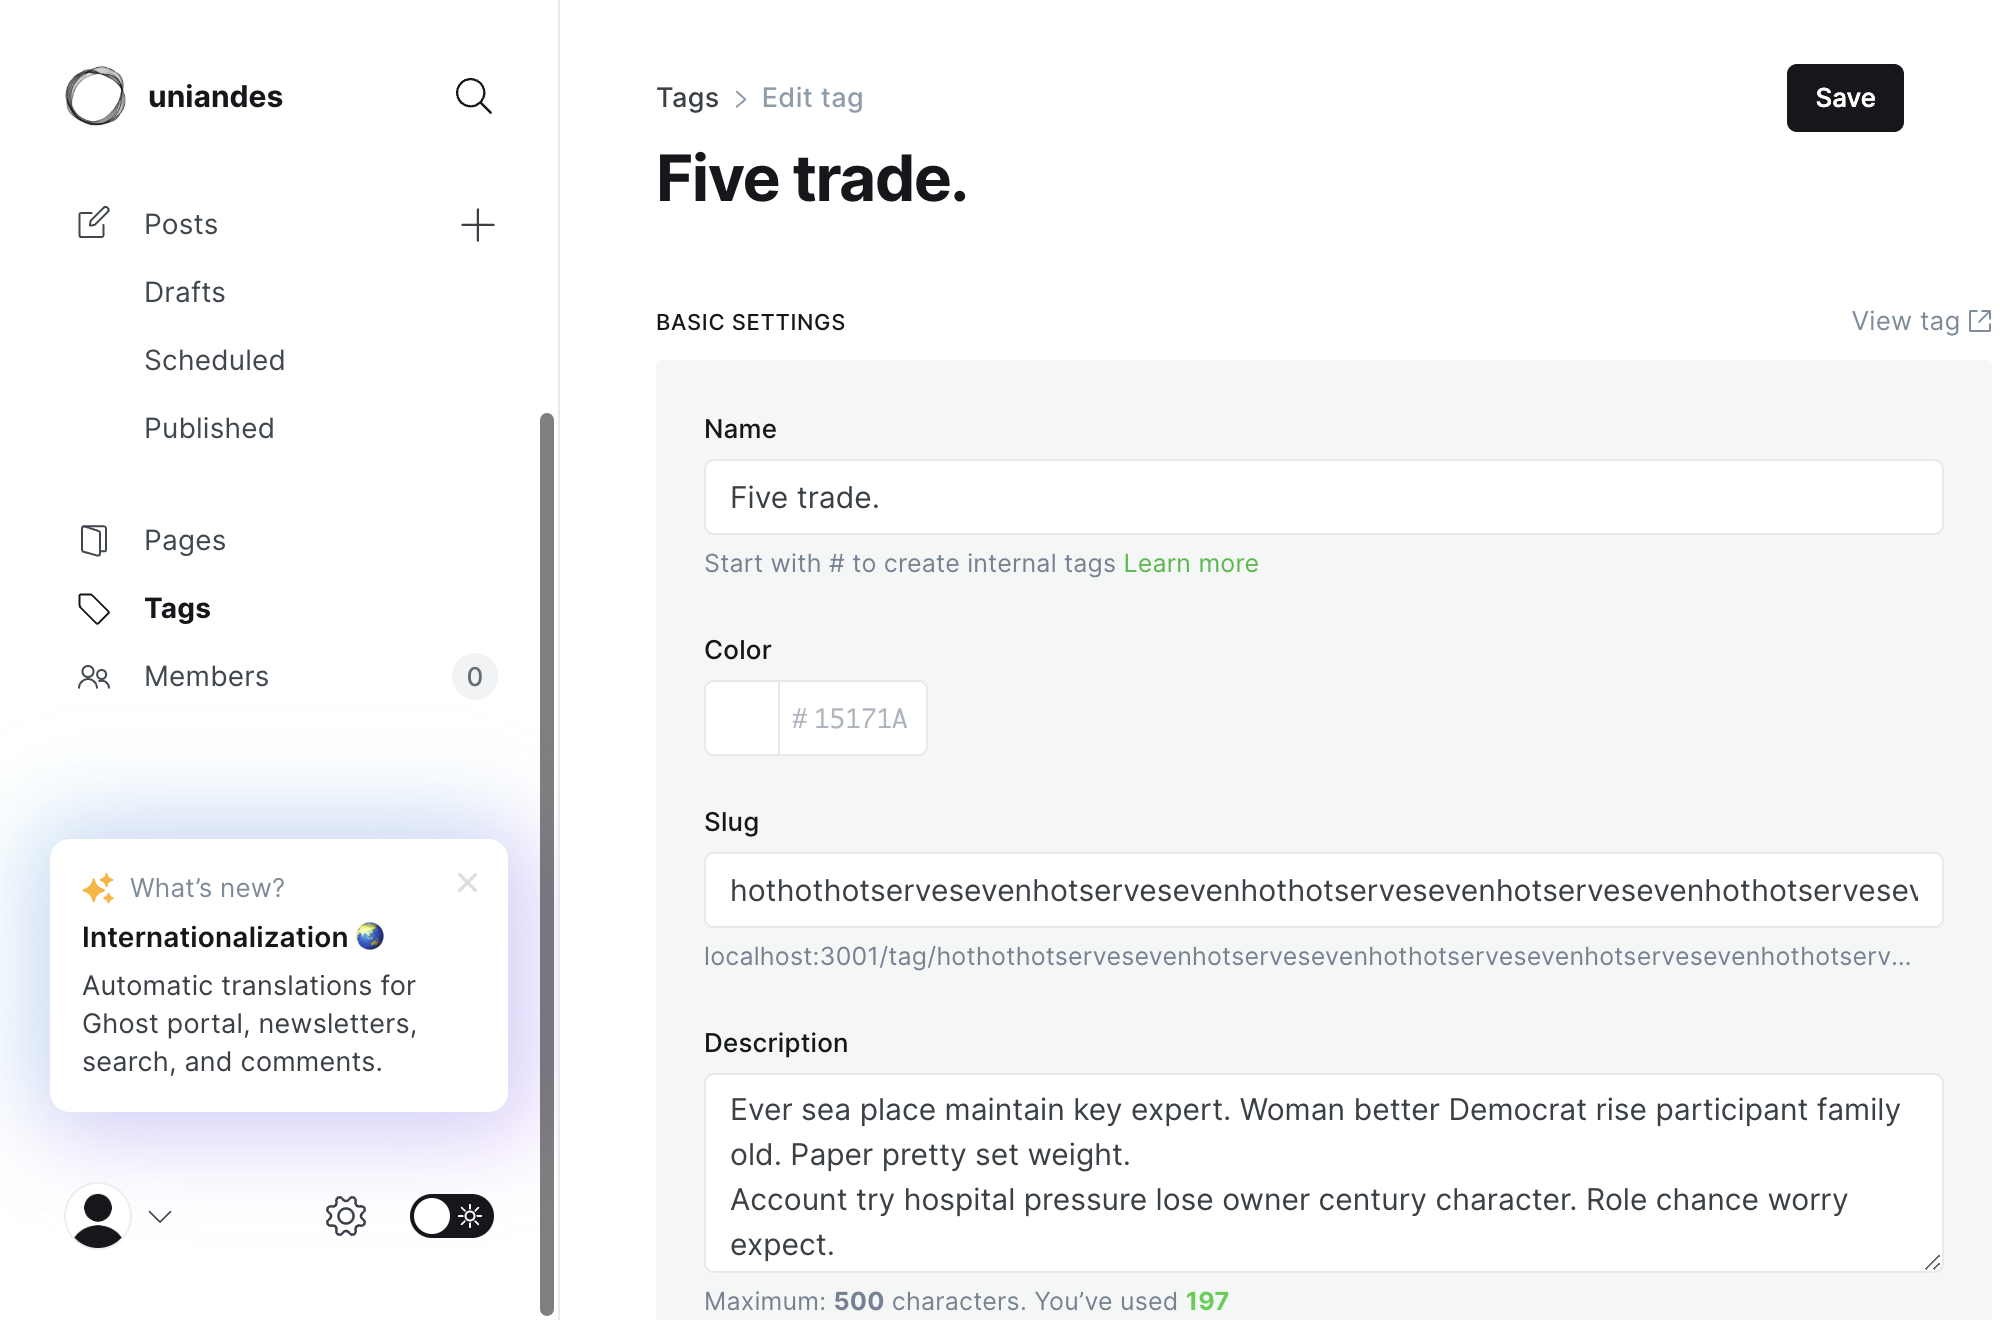 uniandes
Posts
Drafts
Scheduled
Published
Pages
Tags
Members 0
What's new?
Internationalization
Automatic translations for
Ghost portal, newsletters,
search, and comments.
Tags > Edit tag
Save
Five trade.
BASIC SETTINGS
View tag
Name
Five trade.
Start with # to create internal tags Learn more
Color
# 15171A
Slug
hothothotservesevenhotservesevenhothotservesevenhotservesevenhothotservesev
localhost:3001/tag/hothothotservesevenhotservesevenhothotservesevenhotservesevenhothotserv...
Description
Ever sea place maintain key expert. Woman better Democrat rise participant family
old. Paper pretty set weight.
Account try hospital pressure lose owner century character. Role chance worry
expect.
Maximum: 500 characters. You've used 197